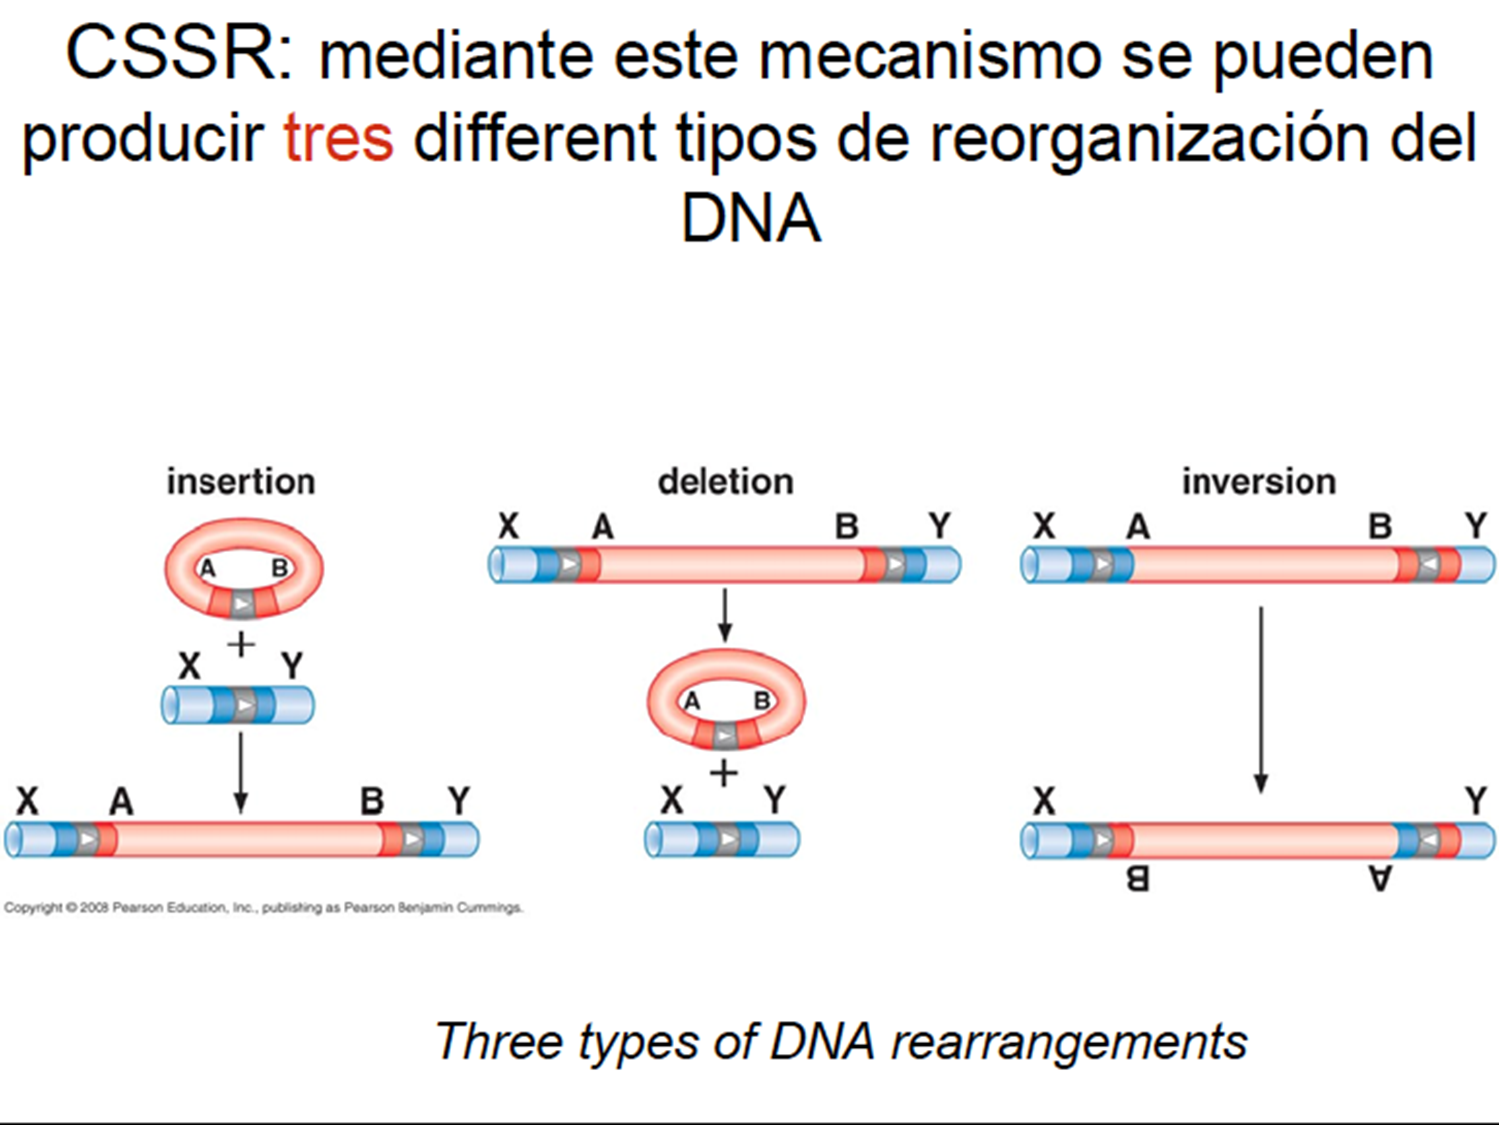 CSSR: mediante este mecanismo se pueden
producir tres different tipos de reorganización del
DNA
insertion
A B
+
X Y
X A B Y
deletion
X A B Y
A B
+
X Y
inversion
X A B Y
X Y
B A
Copyright © 2008 Pearson Education, Inc., publishing as Pearson Benjamin Cummings.
Three types of DNA rearrangements